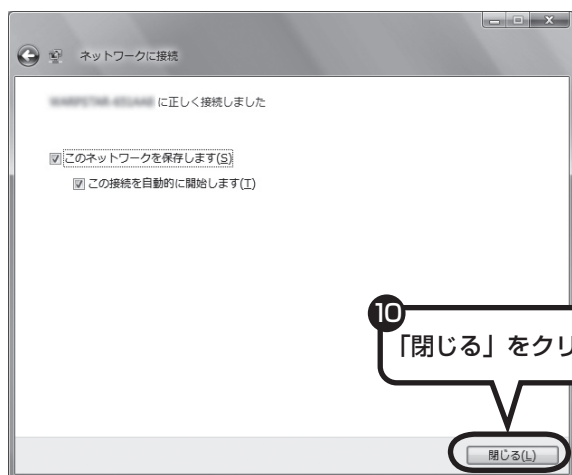 ネットワークに接続
に正しく接続しました
このネットワークを保存します(S)
この接続を自動的に開始します(T)
10
「閉じる」をクリ
閉じる(L)